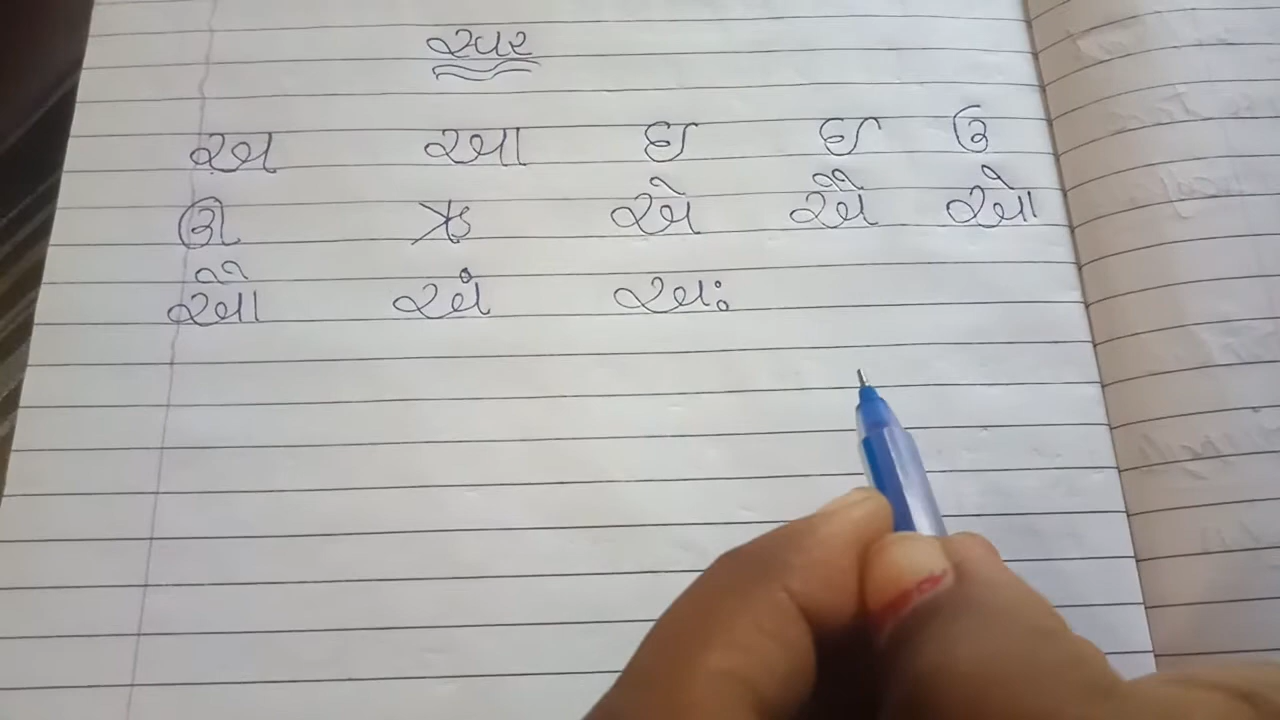 સ્વર
અ આ ઇ ઈ ઉ
ઊ ઋ એ ઐ ઓ
ઔ અં અઃ